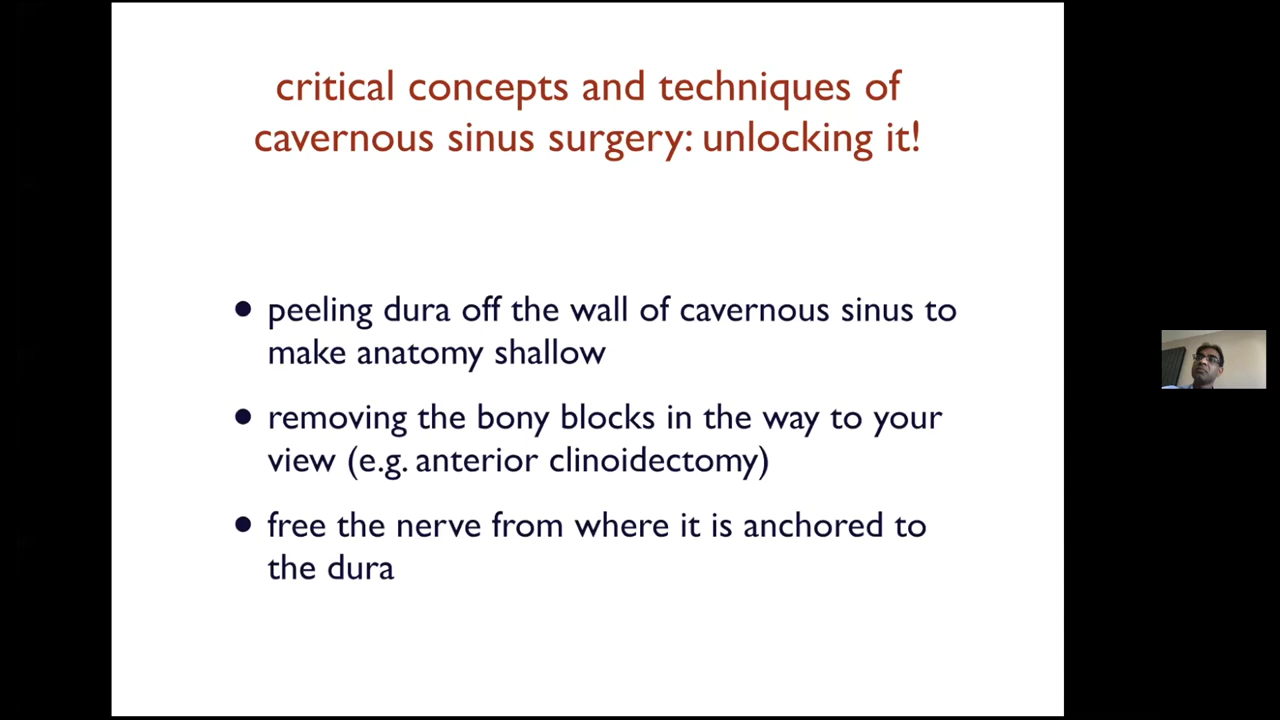 critical concepts and techniques of
cavernous sinus surgery: unlocking it!
• peeling dura off the wall of cavernous sinus to
make anatomy shallow
• removing the bony blocks in the way to your
view (e.g. anterior clinoidectomy)
• free the nerve from where it is anchored to
the dura